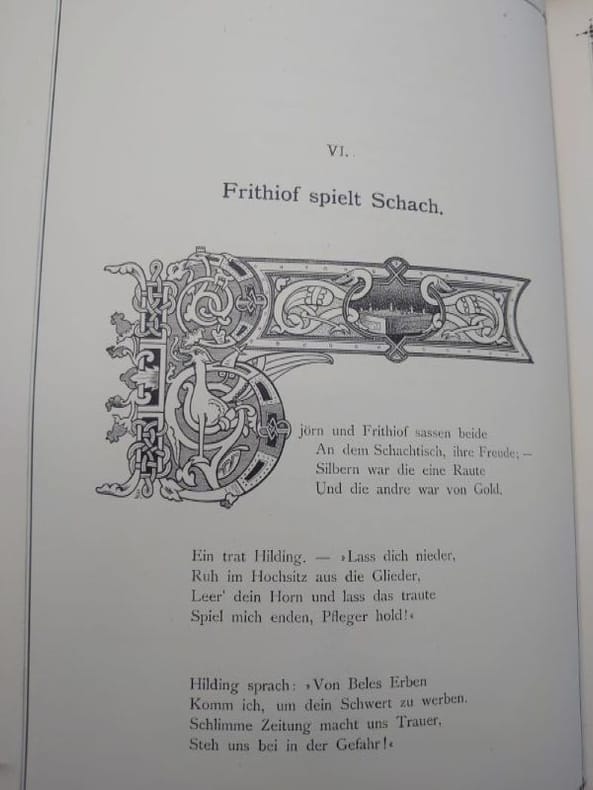 VI.
Frithiof spielt Schach.
Björn und Frithiof sassen beide
An dem Schachtisch, ihre Freude; —
Silbern war die eine Raute
Und die andre war von Gold.
Ein trat Hilding. — »Lass dich nieder,
Ruh im Hochsitz aus die Glieder,
Leer' dein Horn und lass das traute
Spiel mich enden, Pfleger hold!«
Hilding sprach: »Von Beles Erben
Komm ich, um dein Schwert zu werben.
Schlimme Zeitung macht uns Trauer,
Steh uns bei in der Gefahr!«